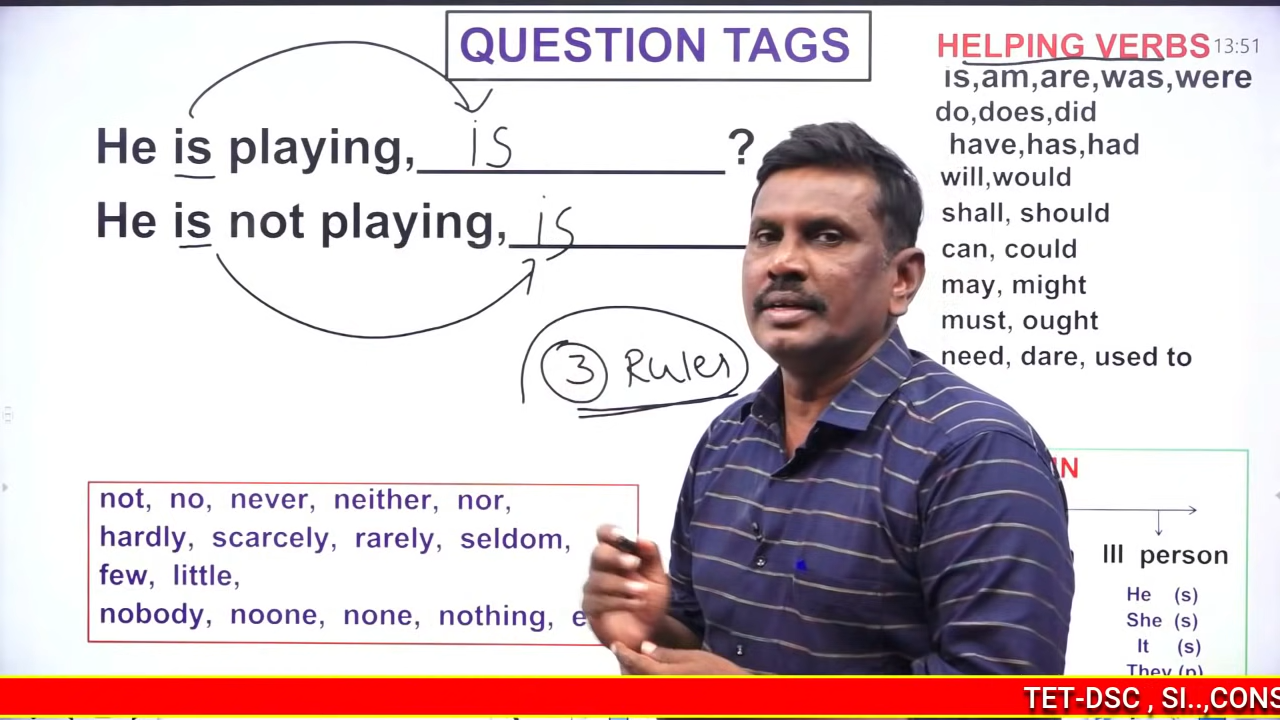 QUESTION TAGS
He is playing, is ?
He is not playing, is
3 Rules
not, no, never, neither, nor,
hardly, scarcely, rarely, seldom,
few, little,
nobody, noone, none, nothing,
HELPING VERBS
13:51
is,am,are,was,were
do,does,did
have,has,had
will,would
shall, should
can, could
may, might
must, ought
need, dare, used to
III person
He (s)
She (s)
It (s)
They (p)
TET-DSC , SI..,CONS